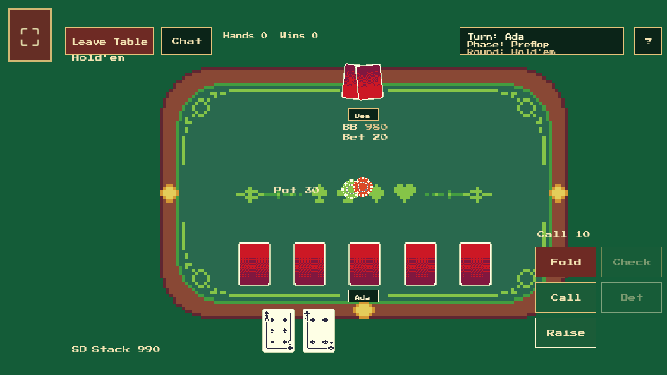 Leave Table
Chat
Hands 0 Wins 0
Turn: Ada
Phase: Preflop
Round: Hold'em
?
Hold'em
BB 980
Bet 20
Pot 30
Call 10
Fold
Check
Call
Bet
Raise
Ada
SD Stack 990